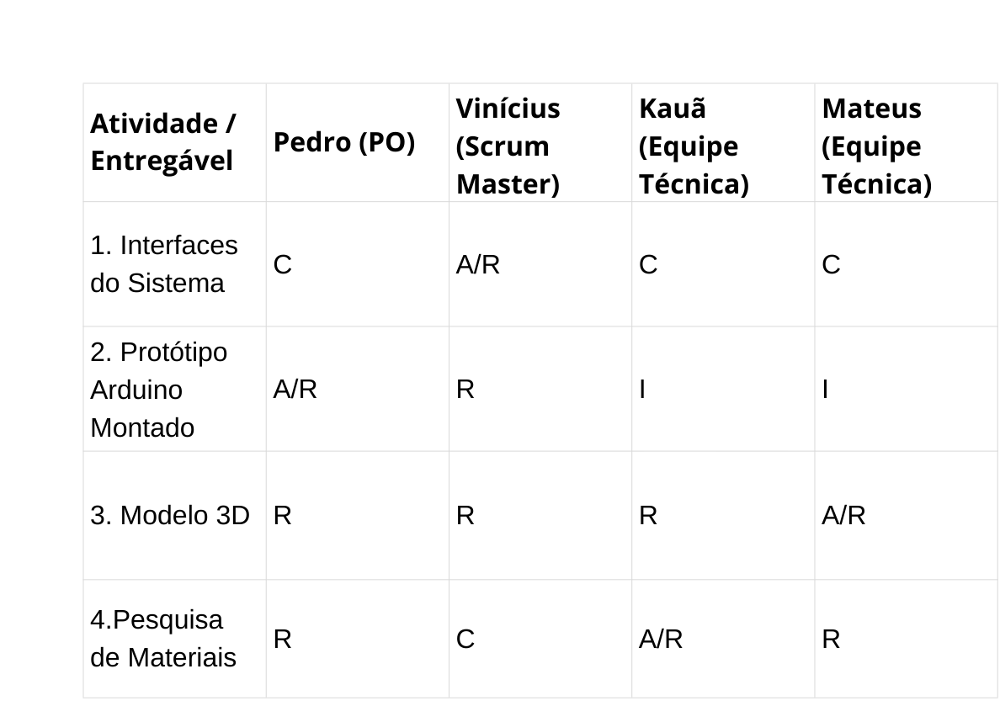 Atividade /
Entregável
Pedro (PO)
Vinícius
(Scrum
Master)
Kauã
(Equipe
Técnica)
Mateus
(Equipe
Técnica)
1. Interfaces
do Sistema
C
A/R
C
C
2. Protótipo
Arduino
Montado
A/R
R
I
I
3. Modelo 3D
R
R
R
A/R
4.Pesquisa
de Materiais
R
C
A/R
R